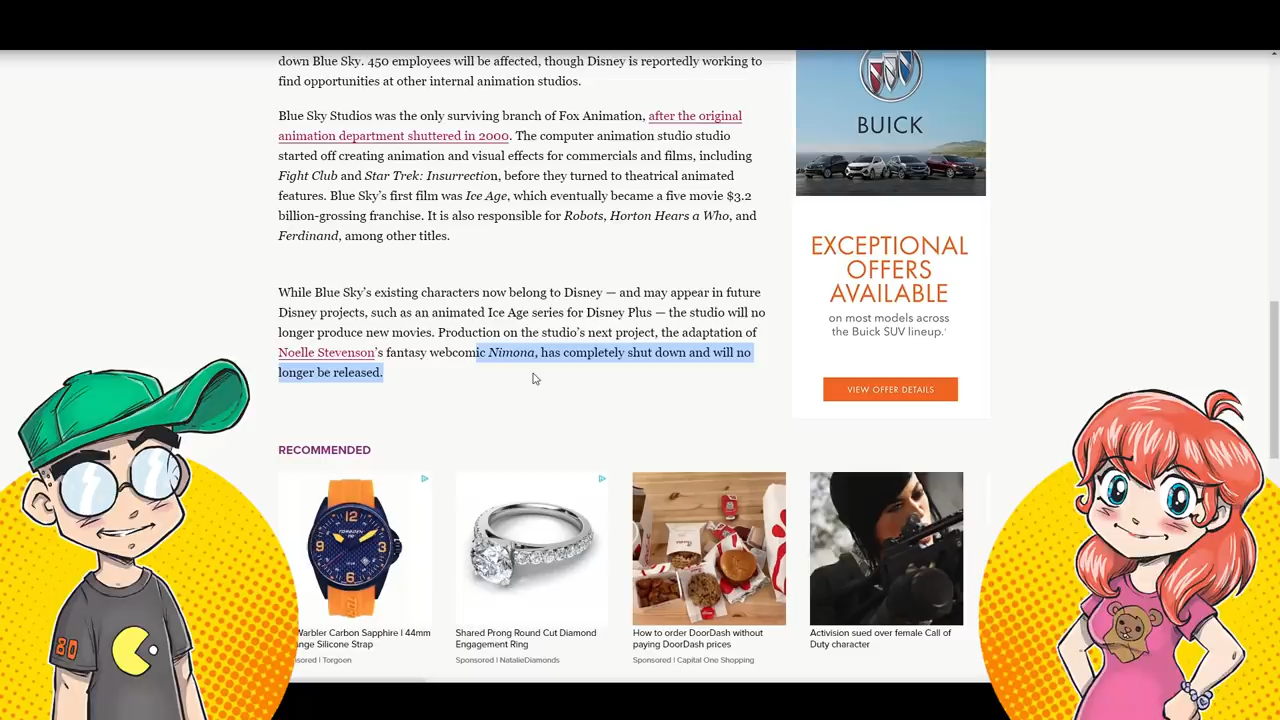 down Blue Sky. 450 employees will be affected, though Disney is reportedly working to
find opportunities at other internal animation studios.
Blue Sky Studios was the only surviving branch of Fox Animation, after the original
animation department shuttered in 2000. The computer animation studio studio
started off creating animation and visual effects for commercials and films, including
Fight Club and Star Trek: Insurrection, before they turned to theatrical animated
features. Blue Sky's first film was Ice Age, which eventually became a five movie $3.2
billion-grossing franchise. It is also responsible for Robots, Horton Hears a Who, and
Ferdinand, among other titles.
While Blue Sky's existing characters now belong to Disney — and may appear in future
Disney projects, such as an animated Ice Age series for Disney Plus — the studio will no
longer produce new movies. Production on the studio's next project, the adaptation of
Noelle Stevenson's fantasy webcomic Nimona, has completely shut down and will no
longer be released.
BUICK
EXCEPTIONAL
OFFERS
AVAILABLE
on most models across
the Buick SUV lineup.
VIEW OFFER DETAILS
RECOMMENDED
Warbler Carbon Sapphire | 44mm
nge Silicone Strap
sored | Torgoen
Shared Prong Round Cut Diamond
Engagement Ring
Sponsored | NatalieDiamonds
How to order DoorDash without
paying DoorDash prices
Sponsored | Capital One Shopping
Activision sued over female Call of
Duty character
80